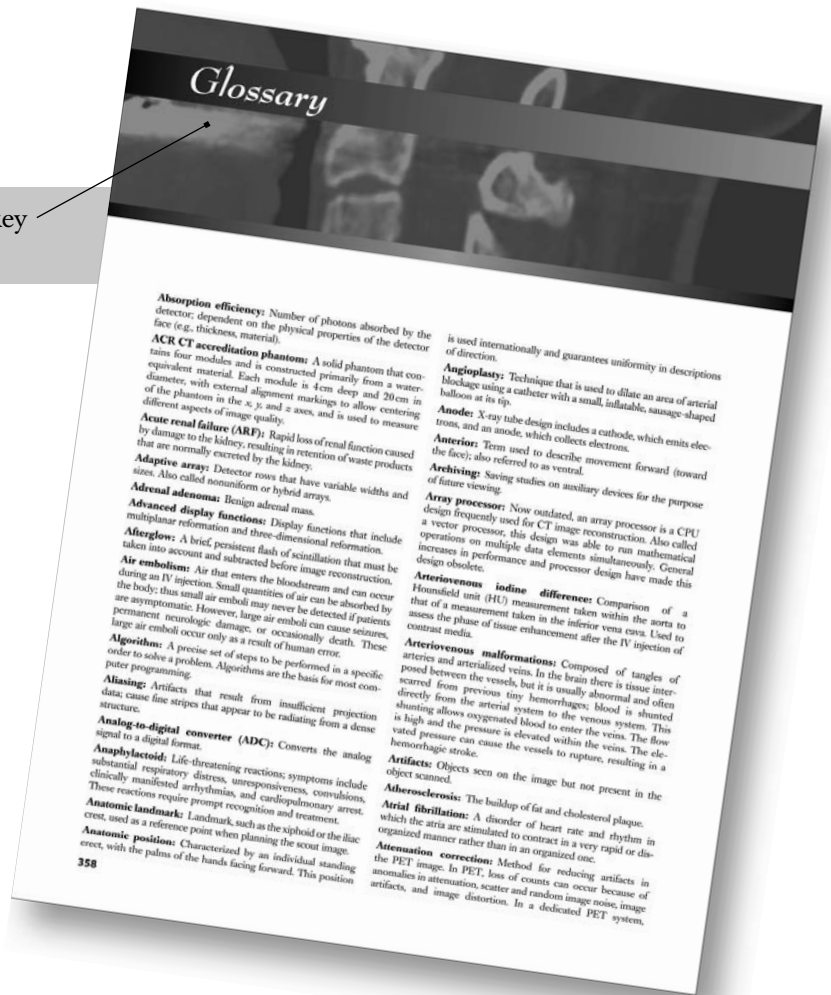 Glossary
ey
Absorption efficiency: Number of photons absorbed by the
detector; dependent on the physical properties of the detector
face (e.g., thickness, material).
ACR CT accreditation phantom: A solid phantom that con-
tains four modules and is constructed primarily from a water-
equivalent material. Each module is 4 cm deep and 20 cm in
diameter, with external alignment markings to allow centering
of the phantom in the x, y, and z axes, and is used to measure
different aspects of image quality.
Acute renal failure (ARF): Rapid loss of renal function caused
by damage to the kidney, resulting in retention of waste products
that are normally excreted by the kidney.
Adaptive array: Detector rows that have variable widths and
sizes. Also called nonuniform or hybrid arrays.
Adrenal adenoma: Benign adrenal mass.
Advanced display functions: Display functions that include
multiplanar reformation and three-dimensional reformation.
Afterglow: A brief, persistent flash of scintillation that must be
taken into account and subtracted before image reconstruction.
Air embolism: Air that enters the bloodstream and can occur
during an IV injection. Small quantities of air can be absorbed by
the body; thus small air emboli may never be detected if patients
are asymptomatic. However, large air emboli can cause seizures,
permanent neurologic damage, or occasionally death. These
large air emboli occur only as a result of human error.
Algorithm: A precise set of steps to be performed in a specific
order to solve a problem. Algorithms are the basis for most com-
puter programming.
Aliasing: Artifacts that result from insufficient projection
data; cause fine stripes that appear to be radiating from a dense
structure.
Analog-to-digital converter (ADC): Converts the analog
signal to a digital format.
Anaphylactoid: Life-threatening reactions; symptoms include
substantial respiratory distress, unresponsiveness, convulsions,
clinically manifested arrhythmias, and cardiopulmonary arrest.
These reactions require prompt recognition and treatment.
Anatomic landmark: Landmark, such as the xiphoid or the iliac
crest, used as a reference point when planning the scout image.
Anatomic position: Characterized by an individual standing
erect, with the palms of the hands facing forward. This position
358
is used internationally and guarantees uniformity in descriptions
of direction.
Angioplasty: Technique that is used to dilate an area of arterial
blockage using a catheter with a small, inflatable, sausage-shaped
balloon at its tip.
Anode: X-ray tube design includes a cathode, which emits elec-
trons, and an anode, which collects electrons.
Anterior: Term used to describe movement forward (toward
the face); also referred to as ventral.
Archiving: Saving studies on auxiliary devices for the purpose
of future viewing.
Array processor: Now outdated, an array processor is a CPU
design frequently used for CT image reconstruction. Also called
a vector processor, this design was able to run mathematical
operations on multiple data elements simultaneously. General
increases in performance and processor design have made this
design obsolete.
Arteriovenous iodine difference: Comparison of a
Hounsfield unit (HU) measurement taken within the aorta to
that of a measurement taken in the inferior vena cava. Used to
assess the phase of tissue enhancement after the IV injection of
contrast media.
Arteriovenous malformations: Composed of tangles of
arteries and arterialized veins. In the brain there is tissue inter-
posed between the vessels, but it is usually abnormal and often
scarred from previous tiny hemorrhages; blood is shunted
directly from the arterial system to the venous system. This
shunting allows oxygenated blood to enter the veins. The flow
is high and the pressure is elevated within the veins. The ele-
vated pressure can cause the vessels to rupture, resulting in a
hemorrhagic stroke.
Artifacts: Objects seen on the image but not present in the
object scanned.
Atherosclerosis: The buildup of fat and cholesterol plaque.
Atrial fibrillation: A disorder of heart rate and rhythm in
which the atria are stimulated to contract in a very rapid or dis-
organized manner rather than in an organized one.
Attenuation correction: Method for reducing artifacts in
the PET image. In PET, loss of counts can occur because of
anomalies in attenuation, scatter and random image noise, image
artifacts, and image distortion. In a dedicated PET system,